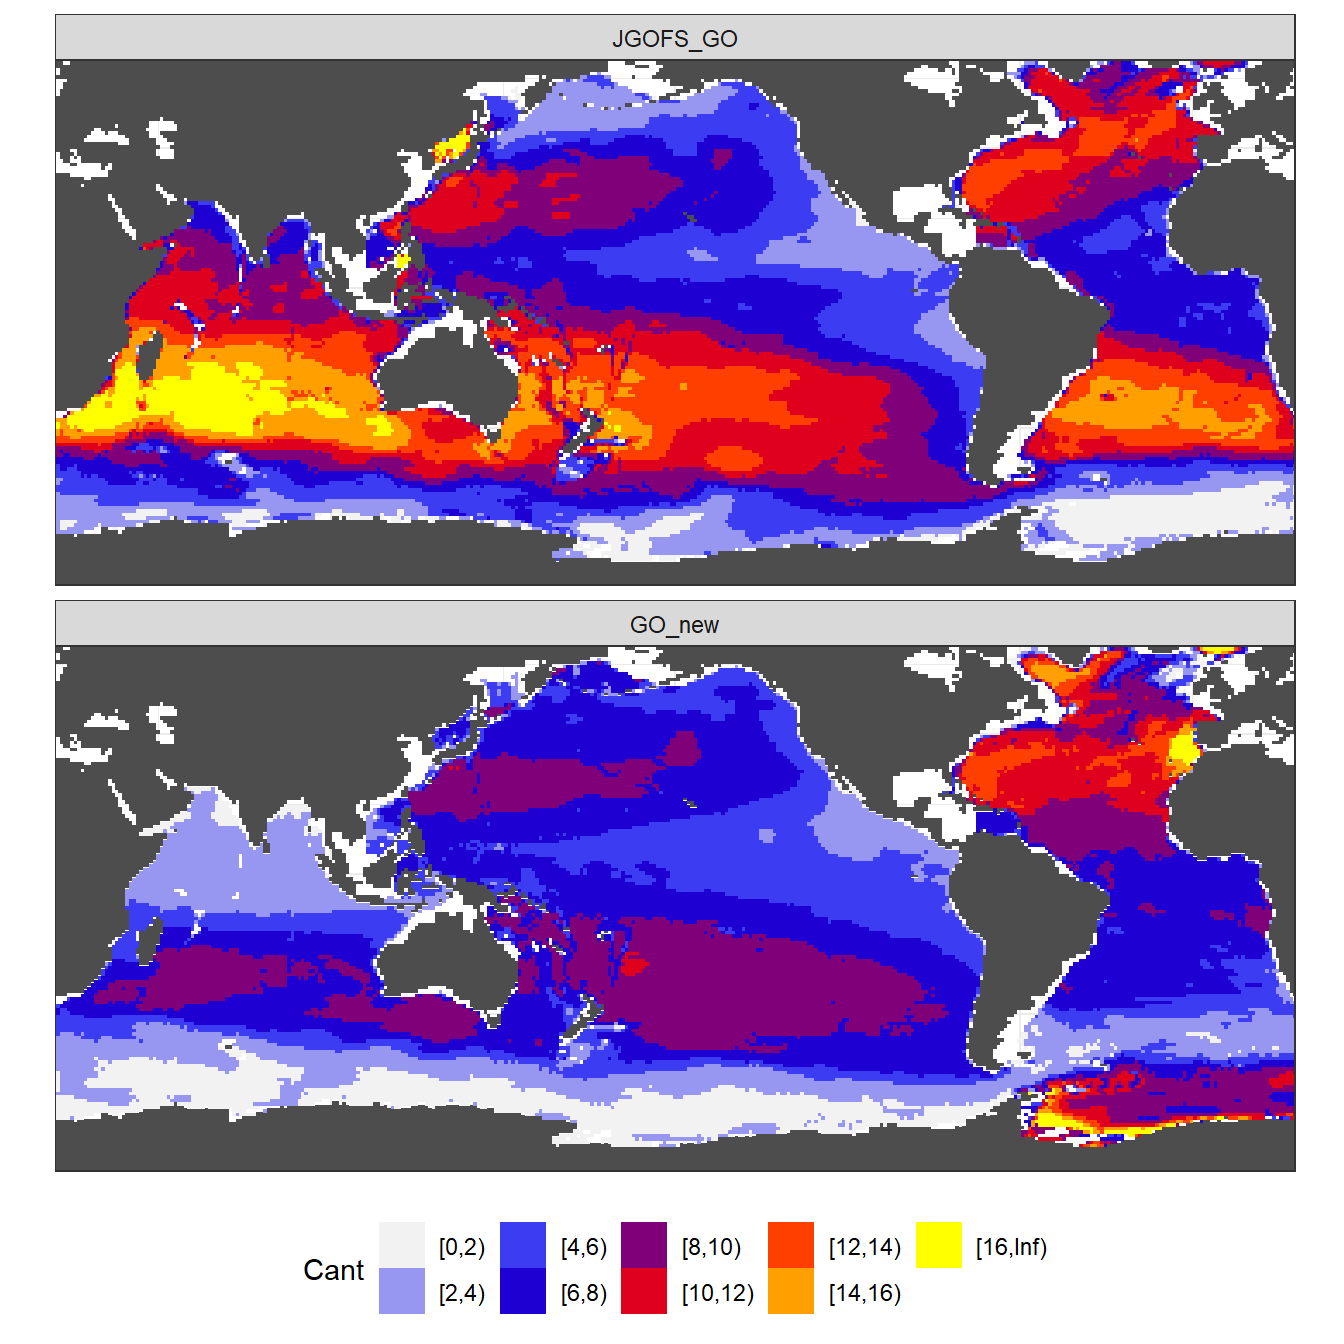 JGOFS_GO
GO_new
Cant
[0,2)
[4,6)
[8,10)
[12,14)
[16,Inf)
[2,4)
[6,8)
[10,12)
[14,16)